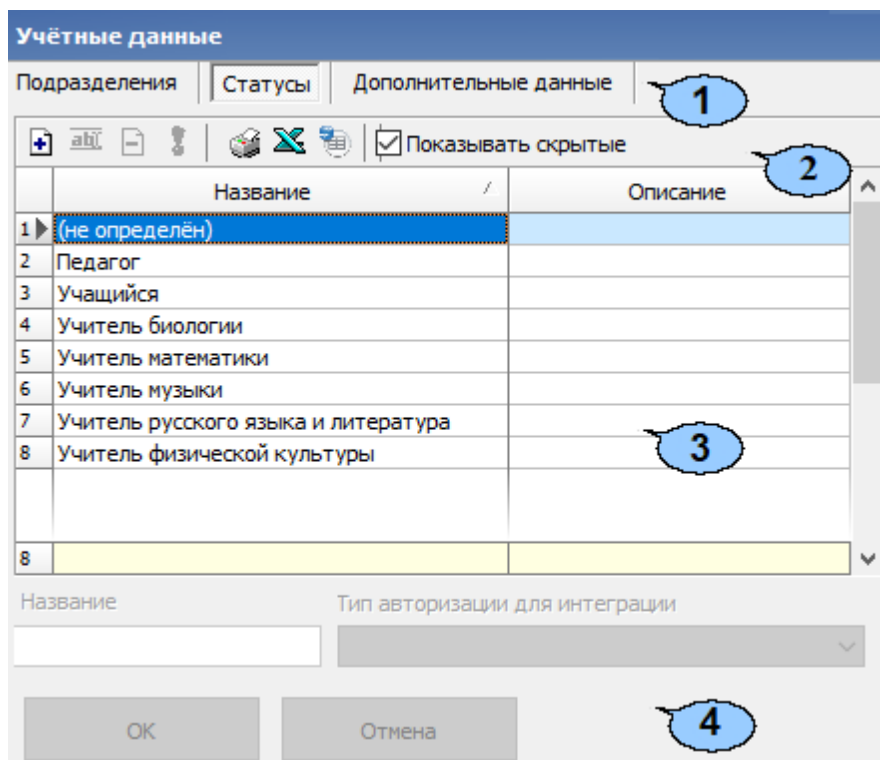 Учётные данные
Подразделения Статусы Дополнительные данные
1
abI Показывать скрытые
2
Название Описание
1 (не определён)
2 Педагог
3 Учащийся
4 Учитель биологии
5 Учитель математики
6 Учитель музыки
7 Учитель русского языка и литература
3
8 Учитель физической культуры
8
Название Тип авторизации для интеграции
OK Отмена
4